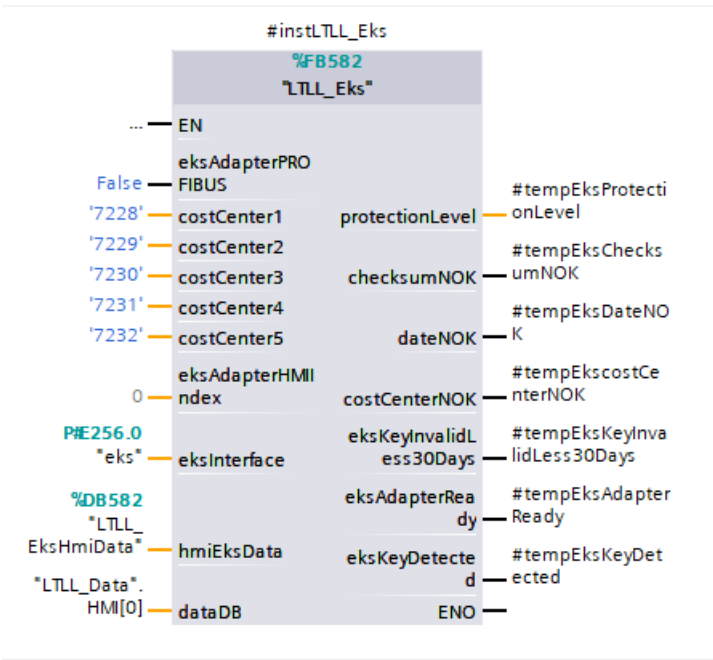 #instLTLL_Eks
%FB582
"LTLL_Eks"
... EN
eksAdapterPRO
False FIBUS
'7228' costCenter1
'7229' costCenter2
'7230' costCenter3
'7231' costCenter4
'7232' costCenter5
eksAdapterHMII
0 ndex
P#E256.0
"eks" eksInterface
%DB582
"LTLL_
EksHmiData" hmiEksData
"LTLL_Data".
HMI[0] dataDB
protectionLevel
#tempEksProtecti
onLevel
checksumNOK
#tempEksChecks
umNOK
dateNOK
#tempEksDateNO
K
costCenterNOK
#tempEkscostCe
nterNOK
eksKeyInvalidL
ess30Days
#tempEksKeyInva
lidLess30Days
eksAdapterRea
dy
#tempEksAdapter
Ready
eksKeyDetecte
d
#tempEksKeyDet
ected
ENO